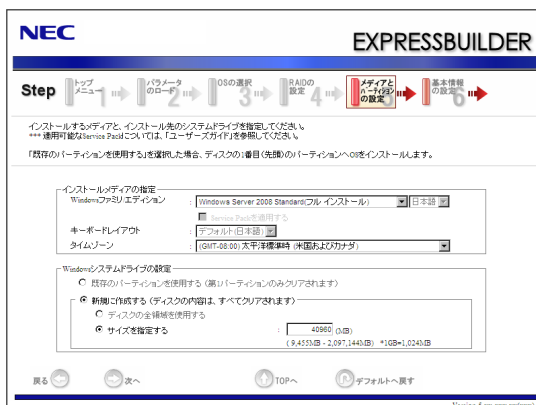 NEC
EXPRESSBUILDER
Step トップメニュー 1 パラメータのロード 2 OSの選択 3 RAIDの設定 4 メディアとパーティションの設定 5 基本情報の設定 6
インストールするメディアと、インストール先のシステムドライブを指定してください。
*** 適用可能なService Packについては、「ユーザーズガイド」を参照してください。
「既存のパーティションを使用する」を選択した場合、ディスクの1番目(先頭)のパーティションへOSをインストールします。
インストールメディアの指定
Windowsファミリ/エディション : Windows Server 2008 Standard(フル インストール) 日本語
Service Packを適用する
キーボードレイアウト : デフォルト(日本語)
タイムゾーン : (GMT-08:00) 太平洋標準時 (米国およびカナダ)
Windowsシステムドライブの設定
既存のパーティションを使用する (第1パーティションのみクリアされます)
新規に作成する (ディスクの内容は、すべてクリアされます)
ディスクの全領域を使用する
サイズを指定する : 40960 (MB)
( 9,455MB - 2,097,144MB) *1GB=1,024MB
戻る 次へ TOPへ デフォルトへ戻す